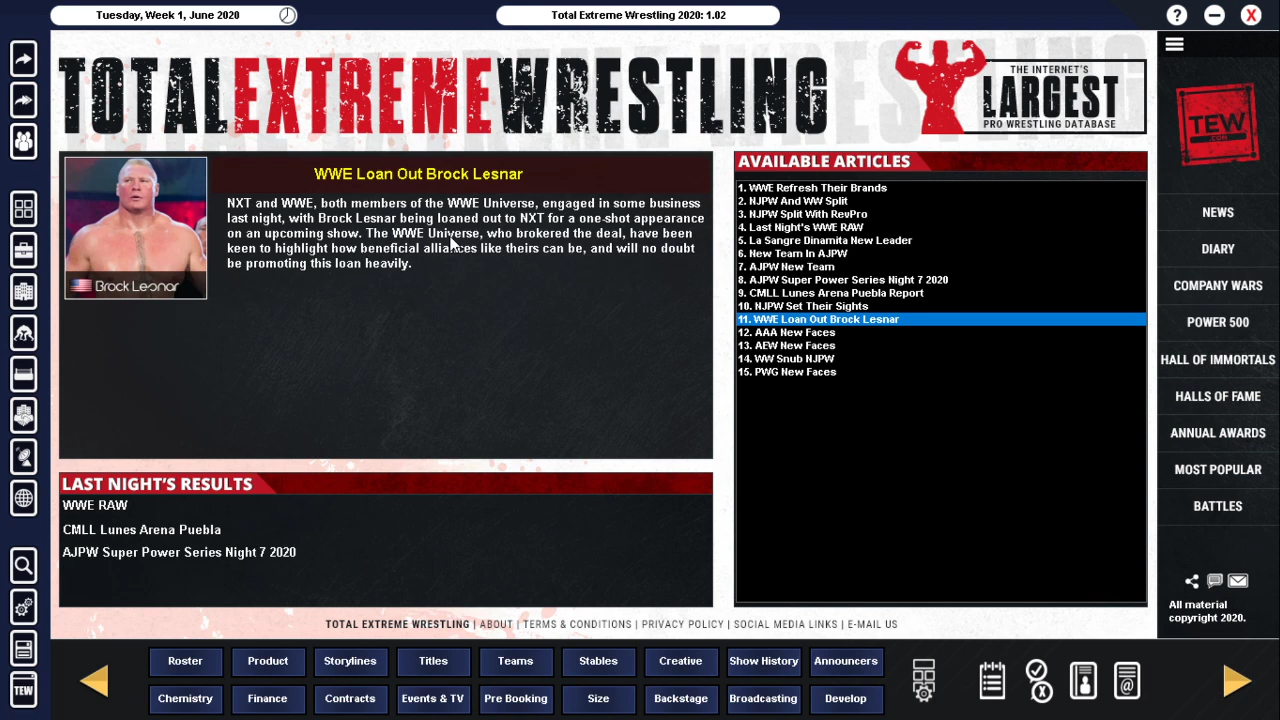 Tuesday, Week 1, June 2020
Total Extreme Wrestling 2020: 1.02
? X
TOTALEXTREMEWRESTLING
THE INTERNET'S
LARGEST
PRO WRESTLING DATABASE
TEW
.COM
WWE Loan Out Brock Lesnar
NXT and WWE, both members of the WWE Universe, engaged in some business
last night, with Brock Lesnar being loaned out to NXT for a one-shot appearance
on an upcoming show. The WWE Universe, who brokered the deal, have been
keen to highlight how beneficial alliances like theirs can be, and will no doubt
be promoting this loan heavily.
Brock Lesnar
AVAILABLE ARTICLES
1. WWE Refresh Their Brands
2. NJPW And WW Split
3. NJPW Split With RevPro
4. Last Night's WWE RAW
5. La Sangre Dinamita New Leader
6. New Team In AJPW
7. AJPW New Team
8. AJPW Super Power Series Night 7 2020
9. CMLL Lunes Arena Puebla Report
10. NJPW Set Their Sights
11. WWE Loan Out Brock Lesnar
12. AAA New Faces
13. AEW New Faces
14. WW Snub NJPW
15. PWG New Faces
NEWS
DIARY
COMPANY WARS
POWER 500
HALL OF IMMORTALS
HALLS OF FAME
ANNUAL AWARDS
MOST POPULAR
BATTLES
LAST NIGHT'S RESULTS
WWE RAW
CMLL Lunes Arena Puebla
AJPW Super Power Series Night 7 2020
All material
copyright 2020.
TOTAL EXTREME WRESTLING | ABOUT | TERMS & CONDITIONS | PRIVACY POLICY | SOCIAL MEDIA LINKS | E-MAIL US
Roster Product Storylines Titles Teams Stables Creative Show History Announcers
Chemistry Finance Contracts Events & TV Pre Booking Size Backstage Broadcasting Develop
TEW